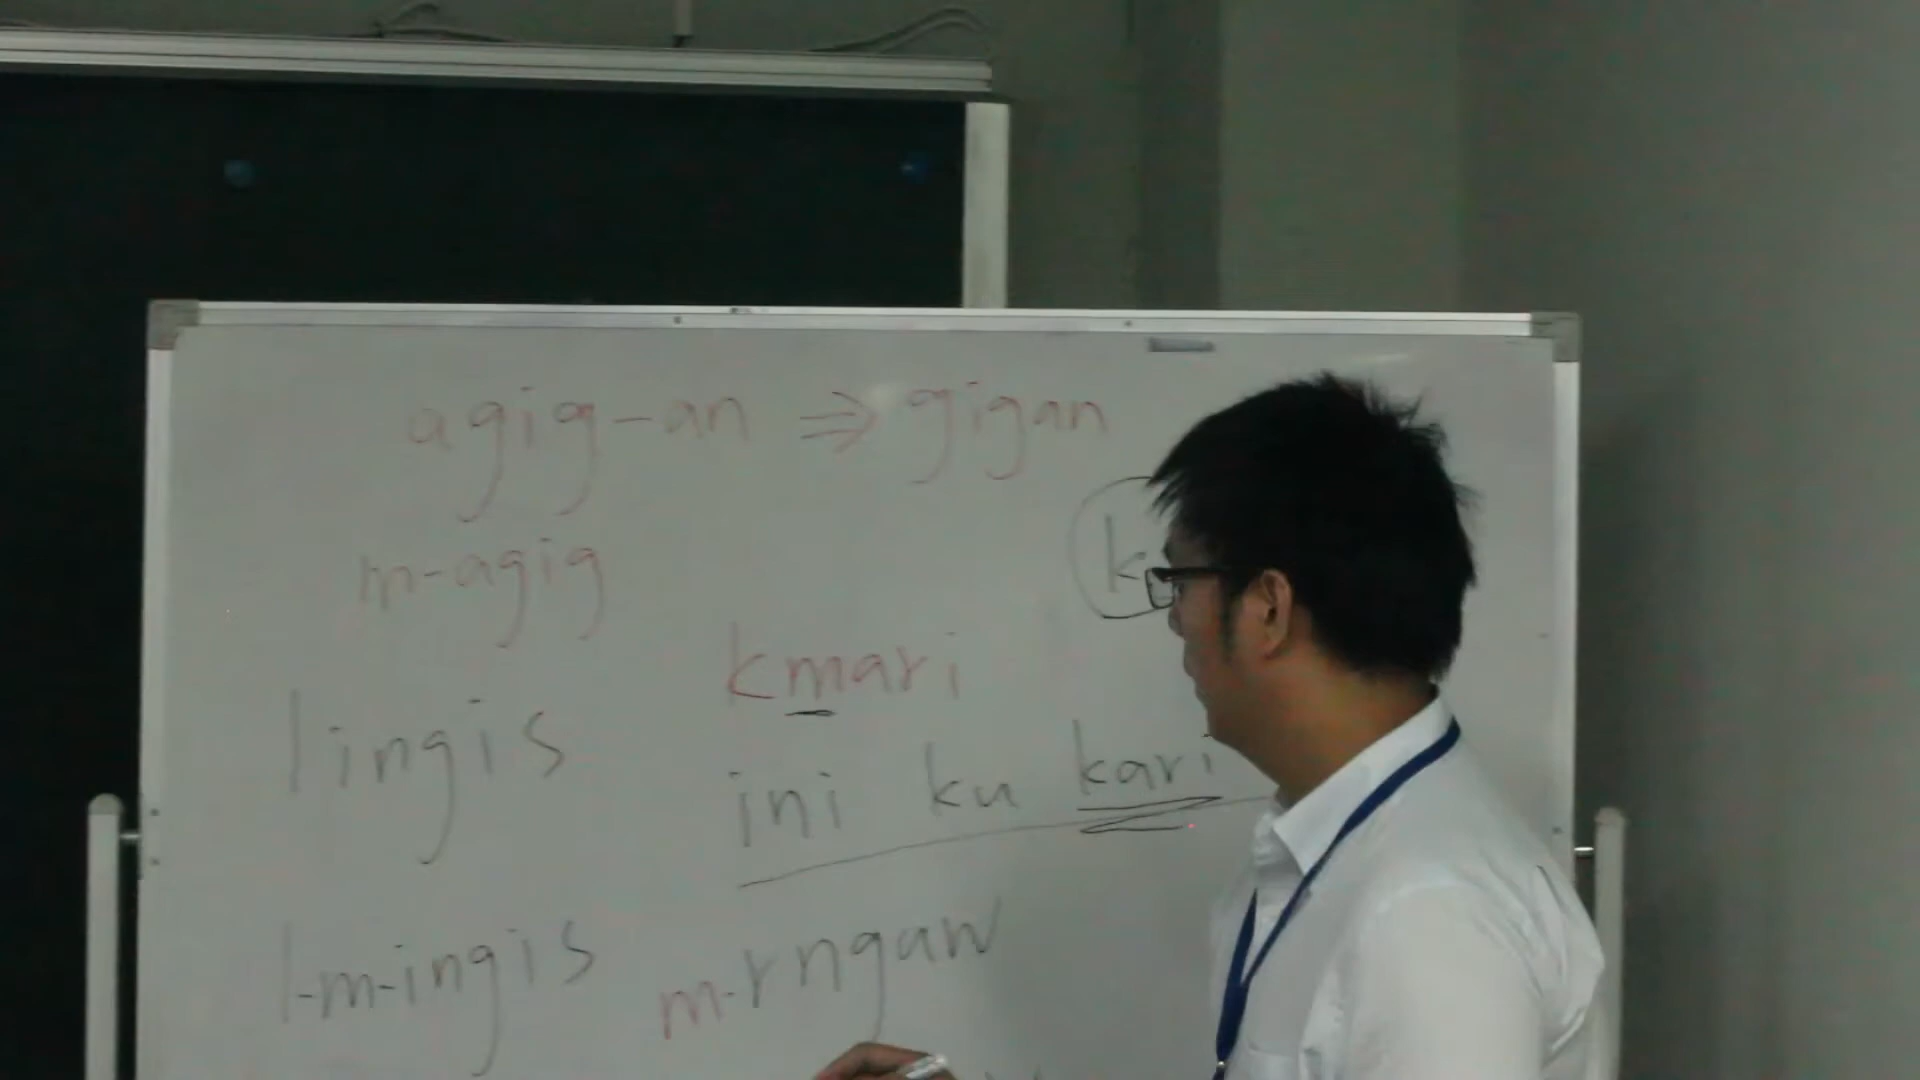 agig-an ⇒ gigan
m-agig
kmari
lingis
ini ku kari
l-m-ingis
m-rngaw